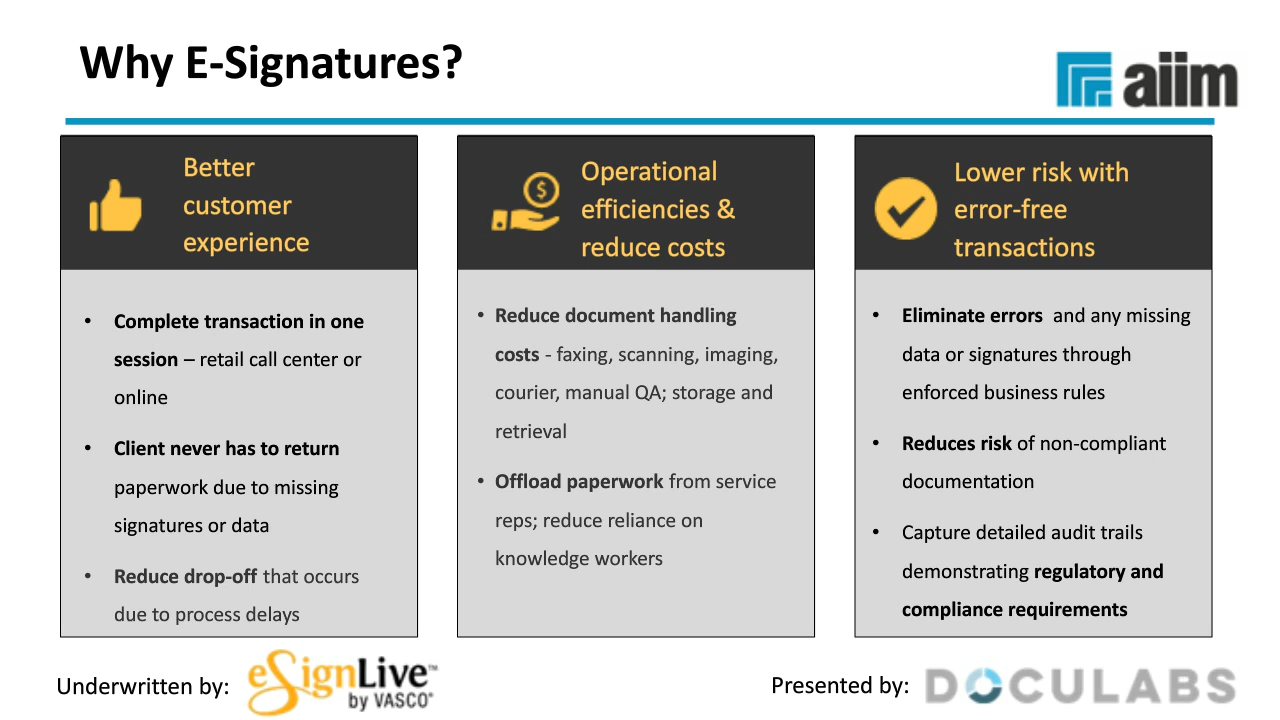 Why E-Signatures?
aiim
Better
customer
experience
• Complete transaction in one
session – retail call center or
online
• Client never has to return
paperwork due to missing
signatures or data
• Reduce drop-off that occurs
due to process delays
$
Operational
efficiencies &
reduce costs
• Reduce document handling
costs - faxing, scanning, imaging,
courier, manual QA; storage and
retrieval
• Offload paperwork from service
reps; reduce reliance on
knowledge workers
Lower risk with
error-free
transactions
• Eliminate errors and any missing
data or signatures through
enforced business rules
• Reduces risk of non-compliant
documentation
• Capture detailed audit trails
demonstrating regulatory and
compliance requirements
Underwritten by:
eSignLive™
by VASCO®
Presented by:
DOCULABS